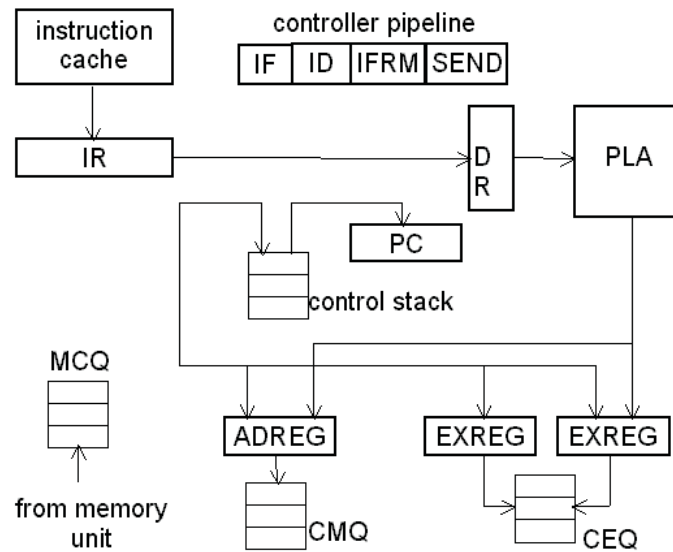 instruction
cache
controller pipeline
IF ID IFRM SEND
IR
D
R
PLA
PC
control stack
MCQ
ADREG
EXREG
EXREG
from memory
unit
CMQ
CEQ